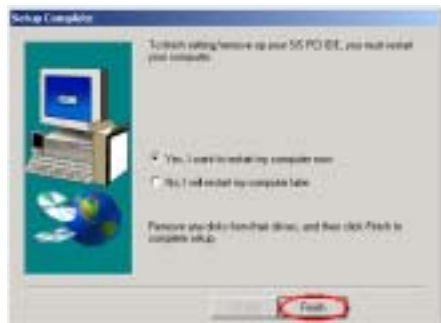 Setup Complete
To finish setting/remove up your SiS PCI IDE, you must restart
your computer.
Yes, I want to restart my computer now.
No, I will restart my computer later.
Remove any disks from their drives, and then click Finish to
complete setup.
Finish